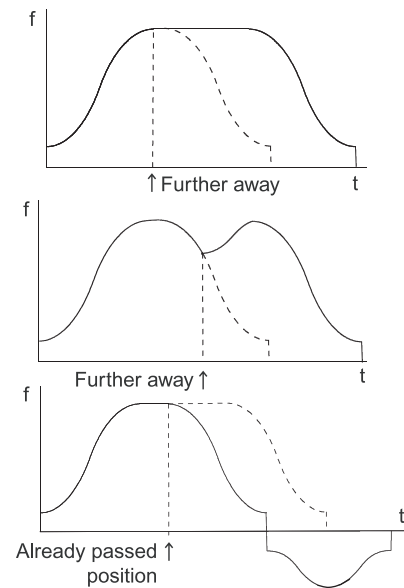 f
↑ Further away
t
f
Further away ↑
t
f
t
Already passed ↑
position